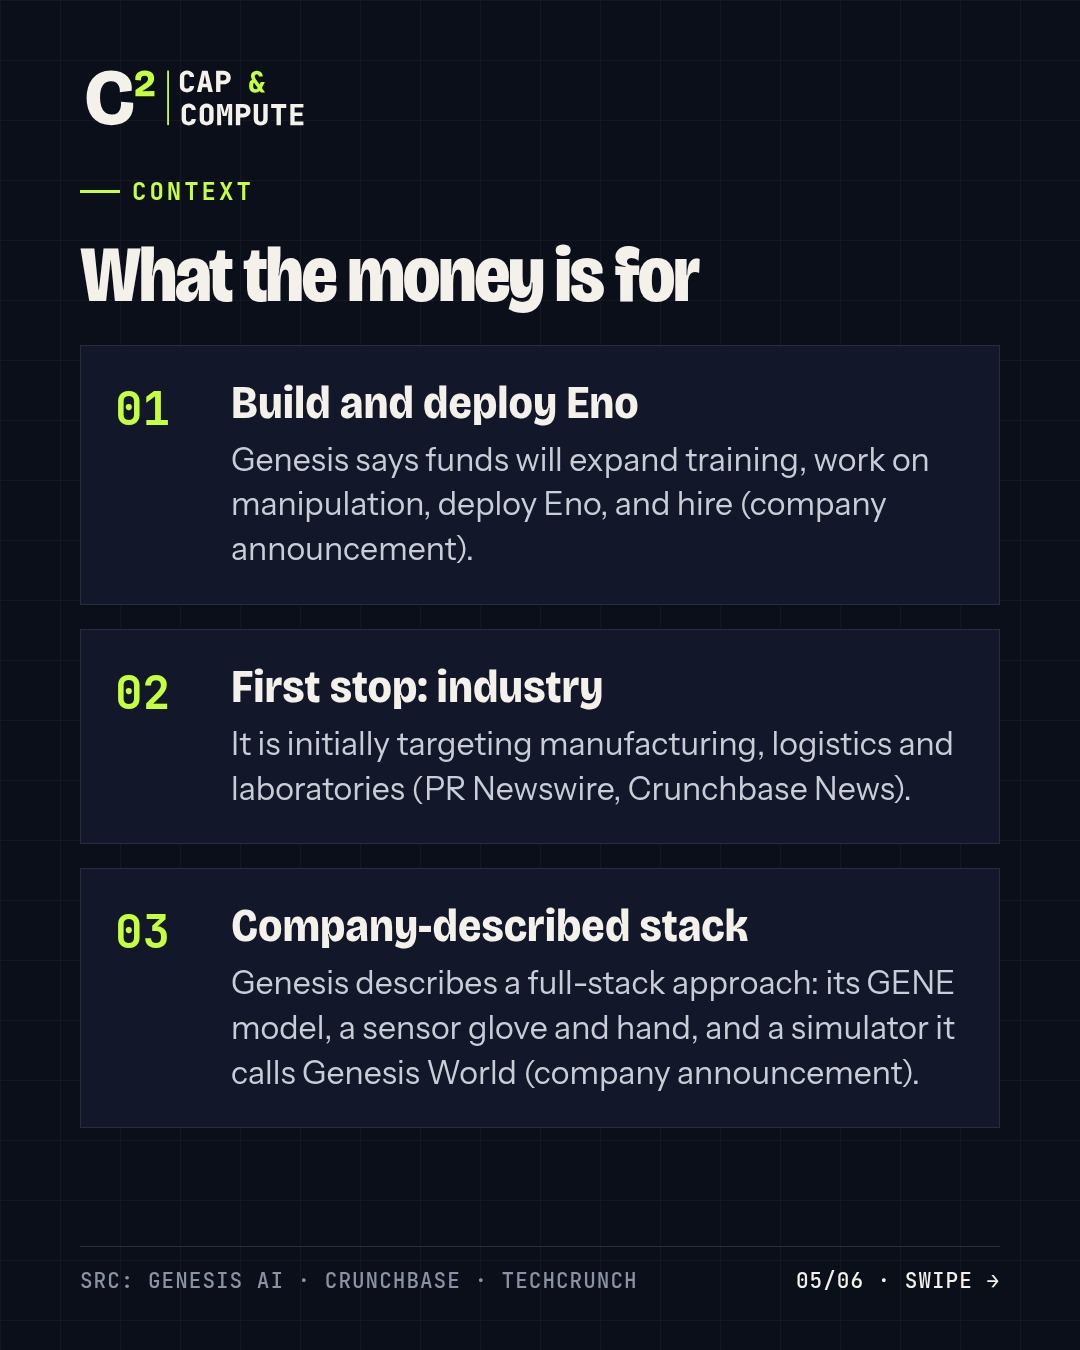 C² CAP &
COMPUTE
CONTEXT
What the money is for
01 Build and deploy Eno
Genesis says funds will expand training, work on
manipulation, deploy Eno, and hire (company
announcement).
02 First stop: industry
It is initially targeting manufacturing, logistics and
laboratories (PR Newswire, Crunchbase News).
03 Company-described stack
Genesis describes a full-stack approach: its GENE
model, a sensor glove and hand, and a simulator it
calls Genesis World (company announcement).
SRC: GENESIS AI · CRUNCHBASE · TECHCRUNCH 05/06 · SWIPE →